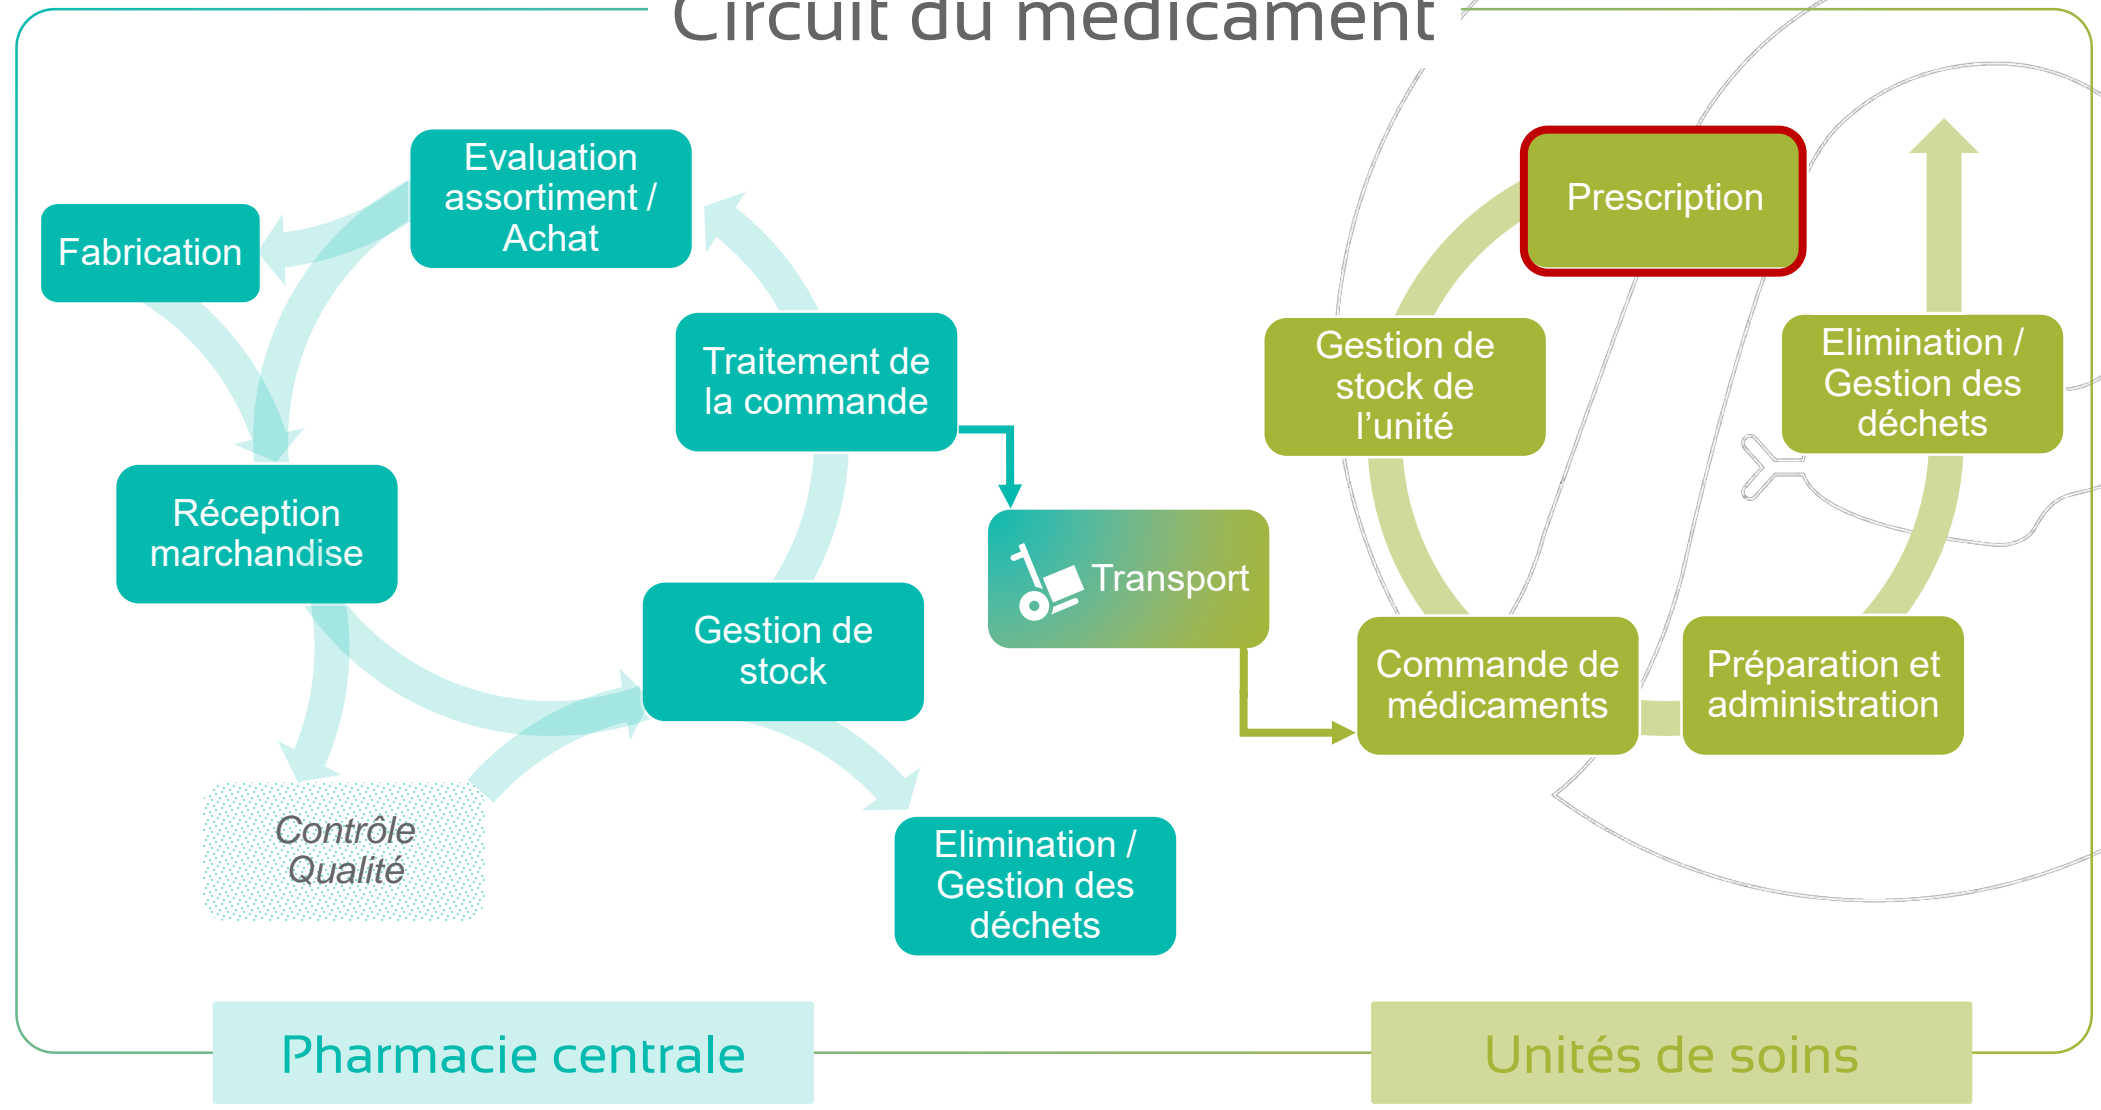 Circuit du médicament
Evaluation
assortiment /
Achat
Fabrication
Traitement de
la commande
Réception
marchandise
Gestion de
stock
Contrôle
Qualité
Elimination /
Gestion des
déchets
Transport
Prescription
Gestion de
stock de
l’unité
Elimination /
Gestion des
déchets
Commande de
médicaments
Préparation et
administration
Pharmacie centrale
Unités de soins